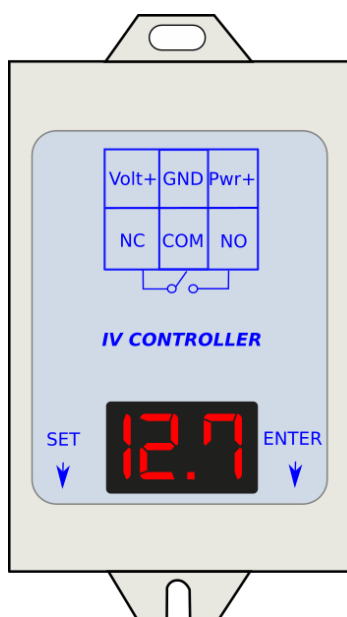 Volt+ GND Pwr+
NC COM NO
IV CONTROLLER
SET 12.7 ENTER